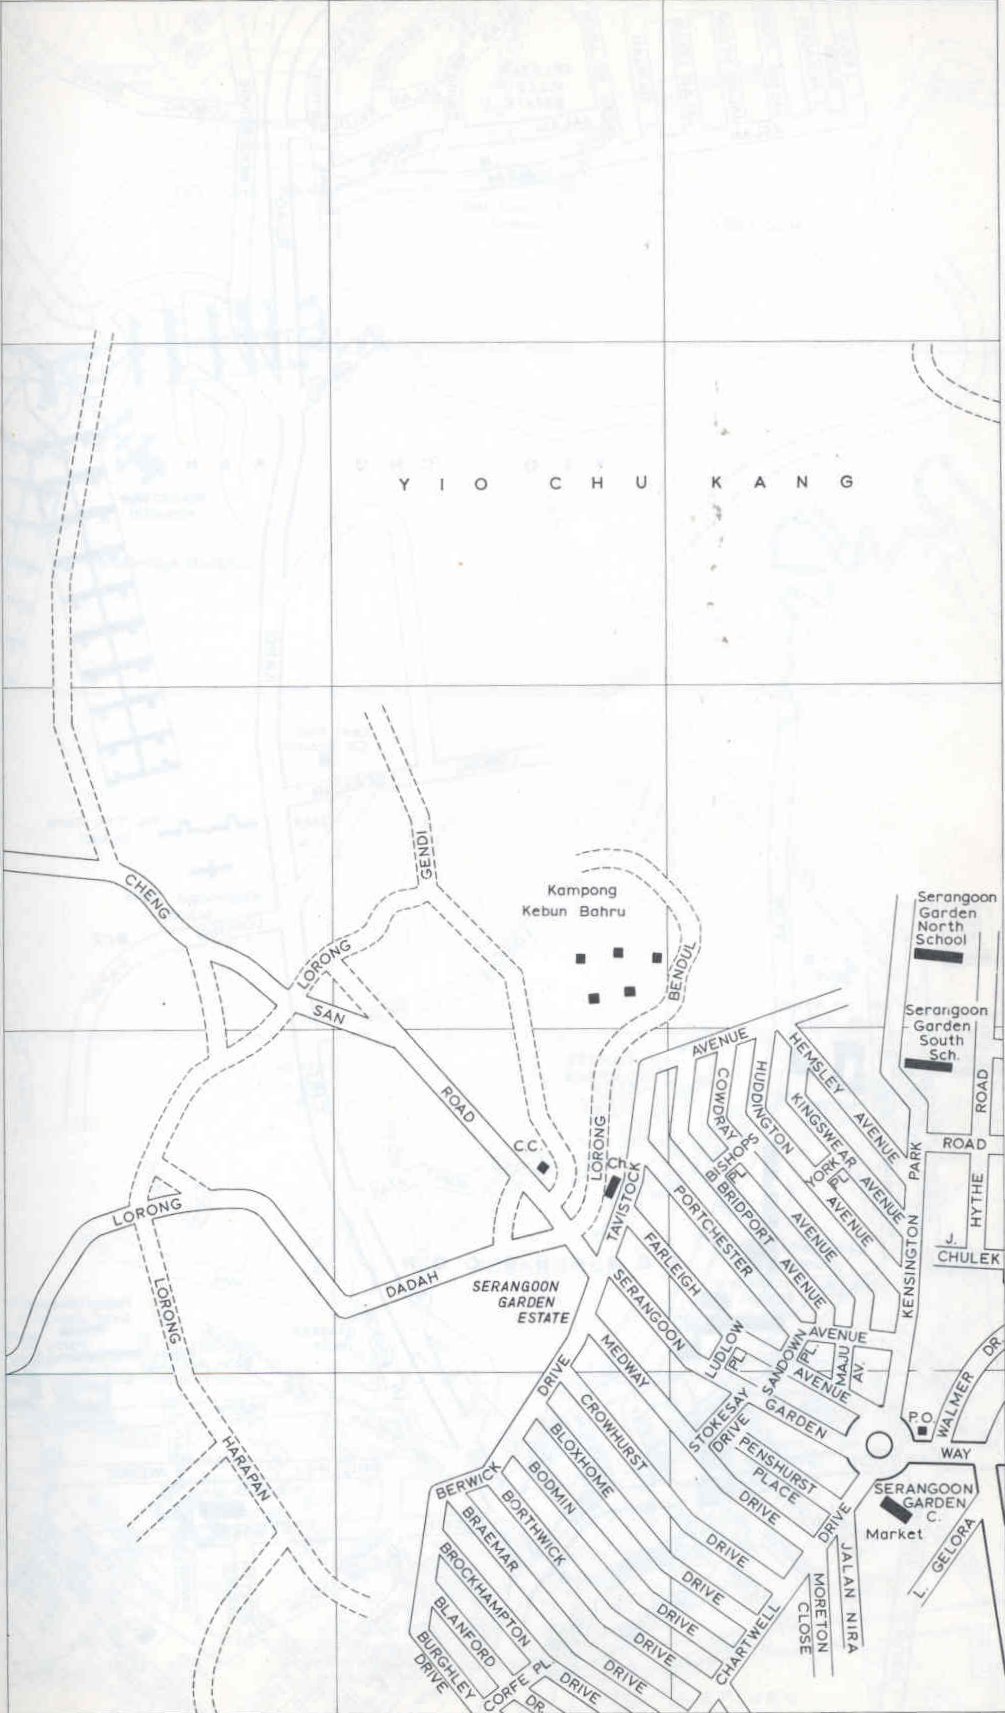 YIO CHU KANG
GENDI
CHENG
Kampong
Kebun Bahru
Serangoon
Garden
North
School
LORONG
BENDUL
SAN
Serangoon
Garden
South
Sch.
AVENUE
HEMSLEY AVENUE
HUDDINGTON AVENUE
COWDRAY
KINGSWEAR AVENUE
ROAD
ROAD
C.C.
LORONG
Ch.
BISHOPS
PL.
YORK
PL.
PARK
ROAD
HYTHE
TAVISTOCK
BRIDPORT AVENUE
PORTCHESTER
AVENUE
LORONG
J.
CHULEK
KENSINGTON
FARLEIGH
DADAH
SERANGOON
GARDEN
ESTATE
SERANGOON
LORONG
AVENUE
LUDLOW
PL.
SANDOWN
PL.
MAJU
AV.
AVENUE
MEDWAY
DRIVE
WALMER DR.
P.O.
GARDEN
STOKESAY
DRIVE
CROWHURST
WAY
PENSHURST
PLACE
BLOXHOME
HARAPAN
BERWICK
BODMIN
SERANGOON
GARDEN
C.
Market
DRIVE
DRIVE
BORTHWICK
BRAEMAR
L. GELORA
DRIVE
JALAN NIRA
BROCKHAMPTON
DRIVE
MORETON
CLOSE
BLANFORD
DRIVE
CHARTWELL
BURGHLEY
DRIVE
DRIVE
DRIVE
CORFE PL.
DRIVE
DR.